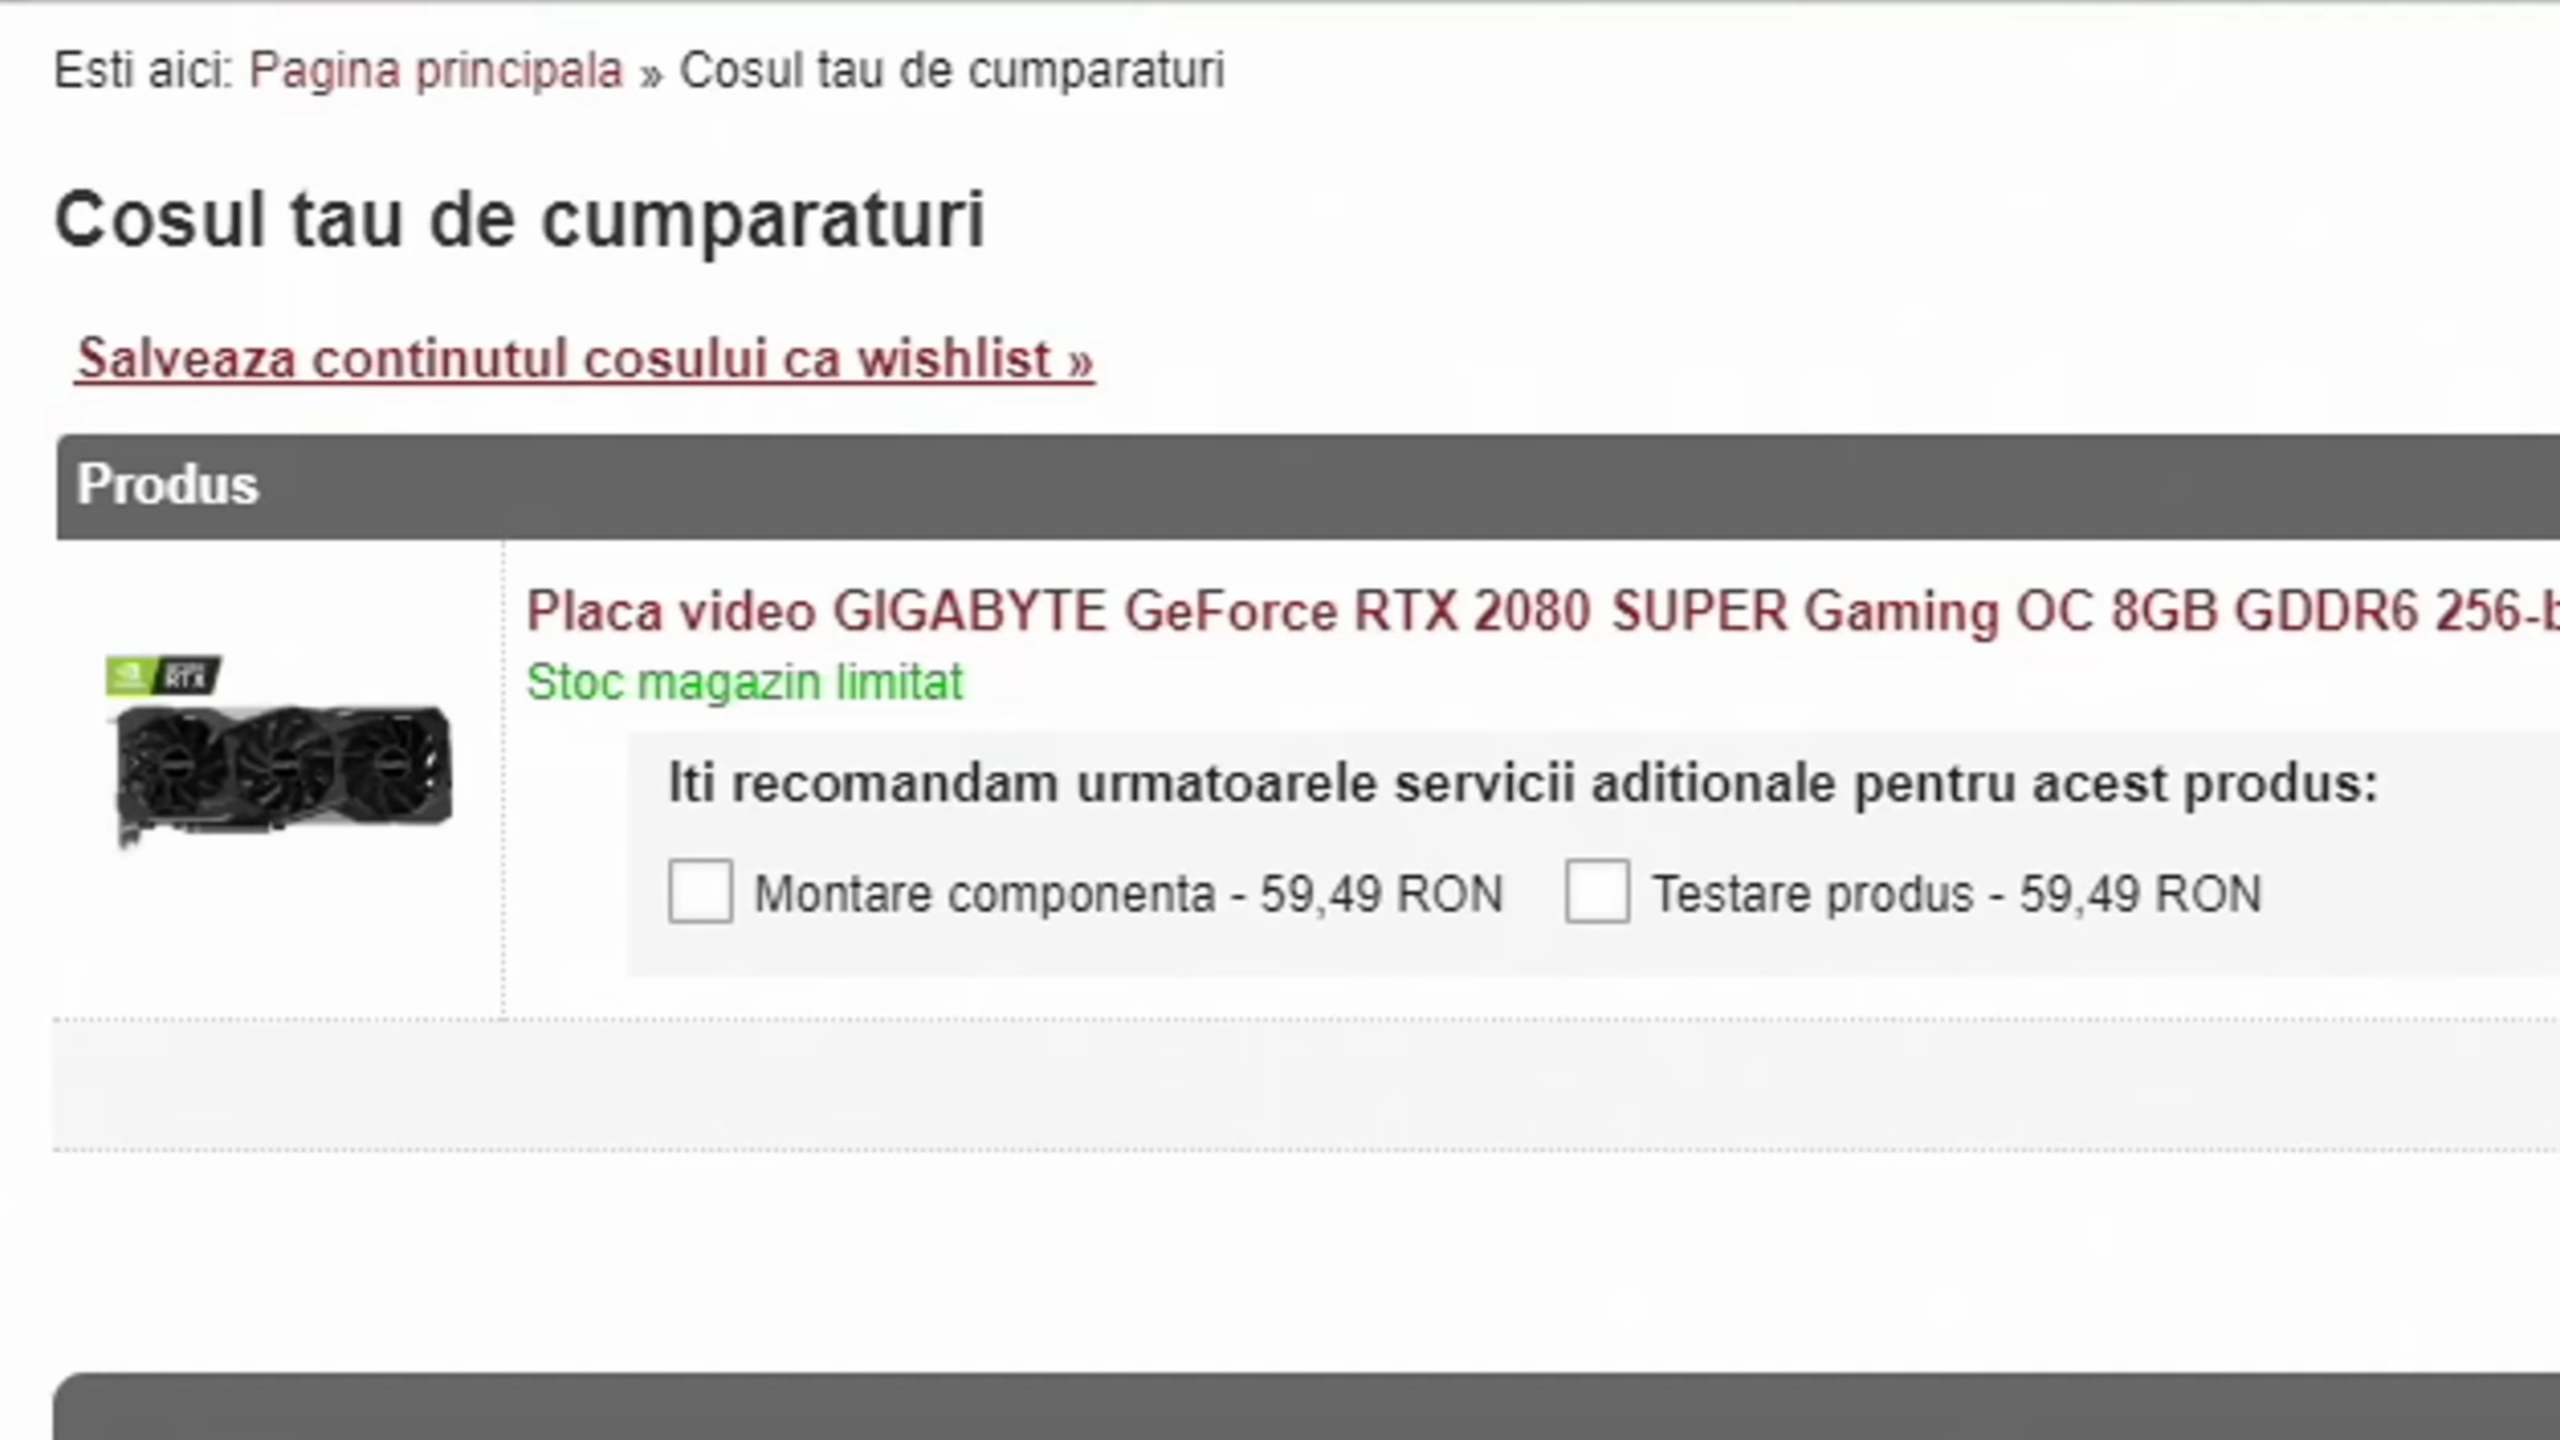 Esti aici: Pagina principala » Cosul tau de cumparaturi
Cosul tau de cumparaturi
Salveaza continutul cosului ca wishlist »
Produs
Placa video GIGABYTE GeForce RTX 2080 SUPER Gaming OC 8GB GDDR6 256-b
RTX
Stoc magazin limitat
Iti recomandam urmatoarele servicii aditionale pentru acest produs:
Montare componenta - 59,49 RON
Testare produs - 59,49 RON